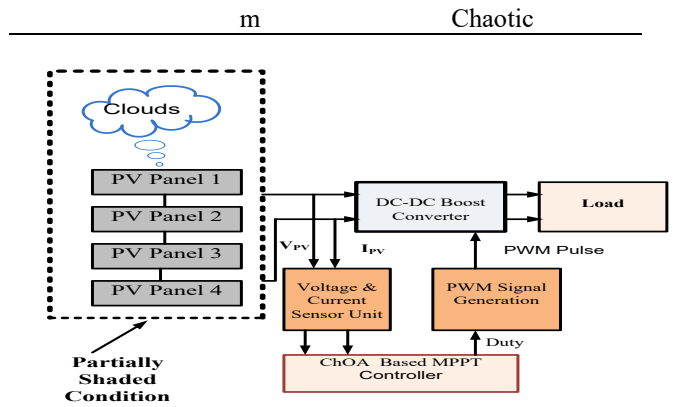 m Chaotic
Clouds
PV Panel 1
PV Panel 2
PV Panel 3
PV Panel 4
Partially
Shaded
Condition
VPV
IPV
DC-DC Boost
Converter
Load
PWM Pulse
Voltage &
Current
Sensor Unit
PWM Signal
Generation
Duty
ChOA Based MPPT
Controller